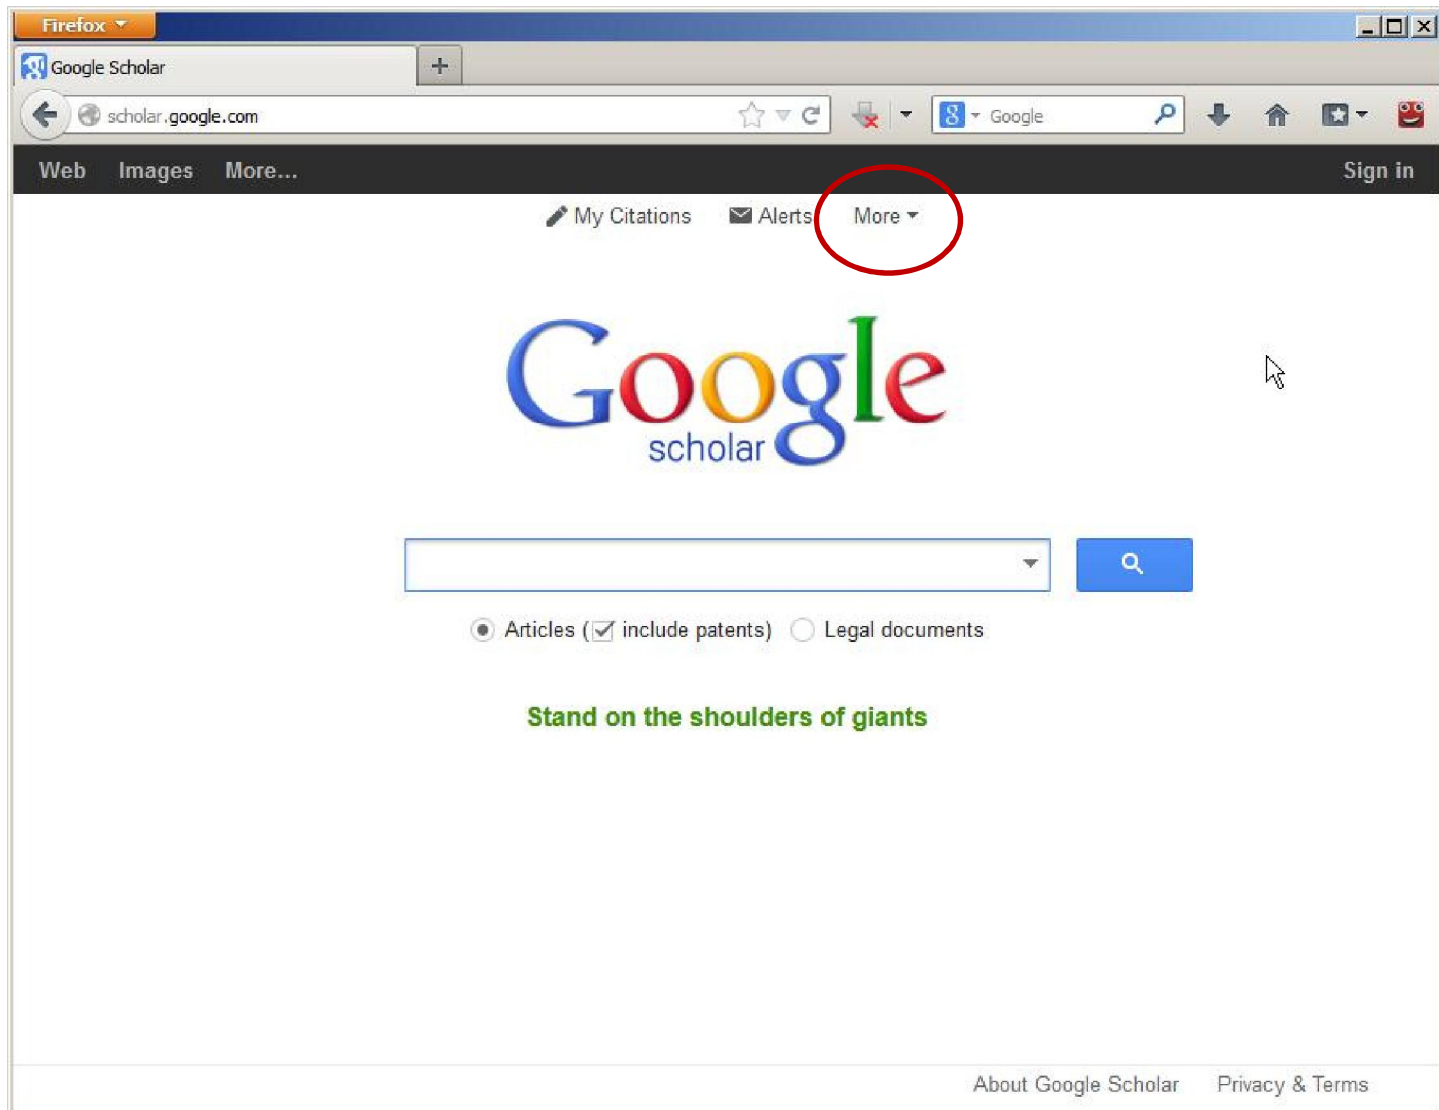 Firefox
Google Scholar
scholar.google.com
8 Google
Web Images More... Sign in
My Citations Alerts More
Google
scholar
Articles ( include patents) Legal documents
Stand on the shoulders of giants
About Google Scholar Privacy & Terms